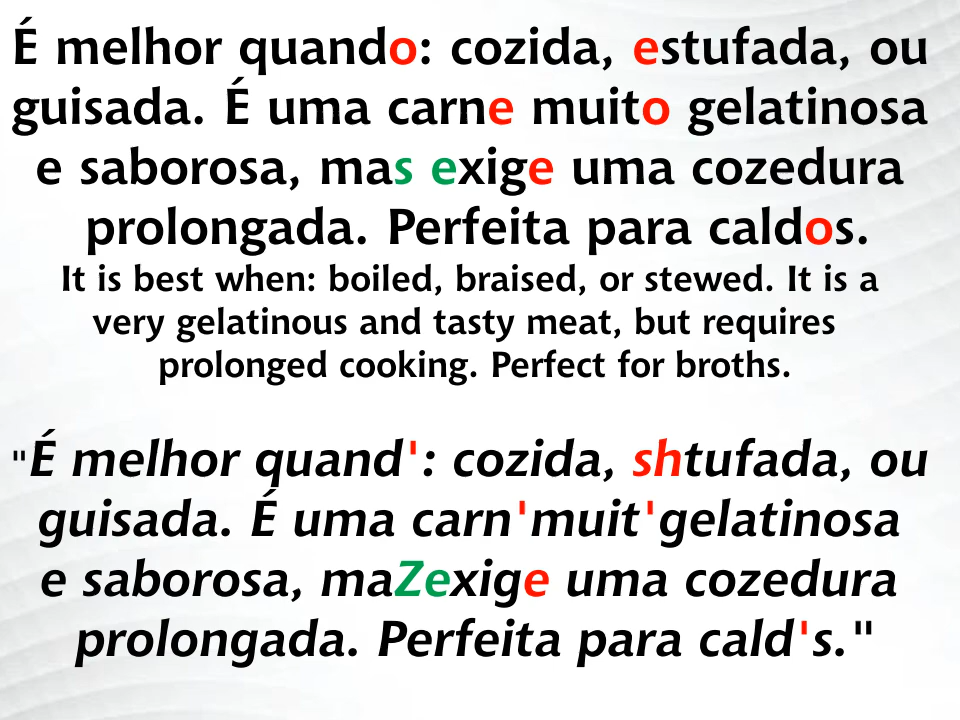 É melhor quando: cozida, estufada, ou
guisada. É uma carne muito gelatinosa
e saborosa, mas exige uma cozedura
prolongada. Perfeita para caldos.
It is best when: boiled, braised, or stewed. It is a
very gelatinous and tasty meat, but requires
prolonged cooking. Perfect for broths.
"É melhor quand': cozida, shtufada, ou
guisada. É uma carn'muit'gelatinosa
e saborosa, maZexige uma cozedura
prolongada. Perfeita para cald's."